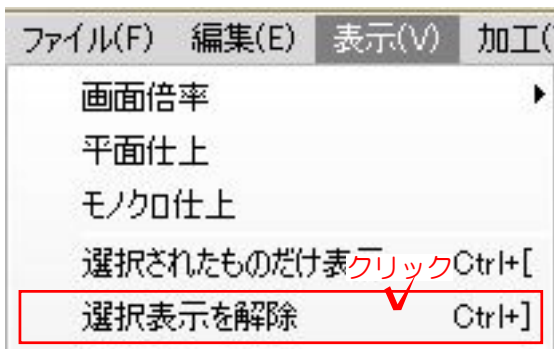 ファイル(F) 編集(E) 表示(V) 加工(
画面倍率
平面仕上
モノクロ仕上
選択されたものだけ表示 Ctrl+[
クリック
選択表示を解除 Ctrl+]